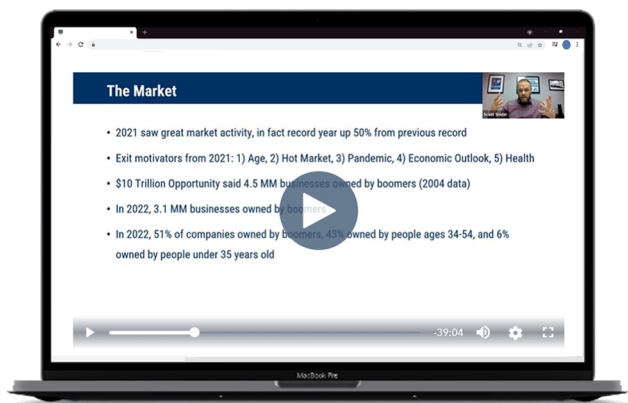 The Market
• 2021 saw great market activity, in fact record year up 50% from previous record
• Exit motivators from 2021: 1) Age, 2) Hot Market, 3) Pandemic, 4) Economic Outlook, 5) Health
• $10 Trillion Opportunity said 4.5 MM businesses owned by boomers (2004 data)
• In 2022, 3.1 MM businesses owned by boomers
• In 2022, 51% of companies owned by boomers, 43% owned by people ages 34-54, and 6%
owned by people under 35 years old
-39:04
MacBook Pro